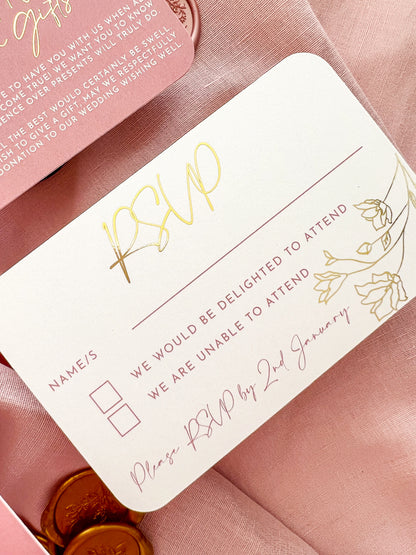 Gifts
TO HAVE YOU WITH US WHEN
COME TRUE! WE WANT YOU TO KNOW
OVER PRESENTS WILL TRULY DO.
THE BEST WOULD CERTAINLY BE SWELL
TO GIVE A GIFT, MAY WE RESPECTFULLY
DONATION TO OUR WEDDING WISHING WELL
RSVP
NAME/S
WE WOULD BE DELIGHTED TO ATTEND
WE ARE UNABLE TO ATTEND
Please RSVP by 2nd January